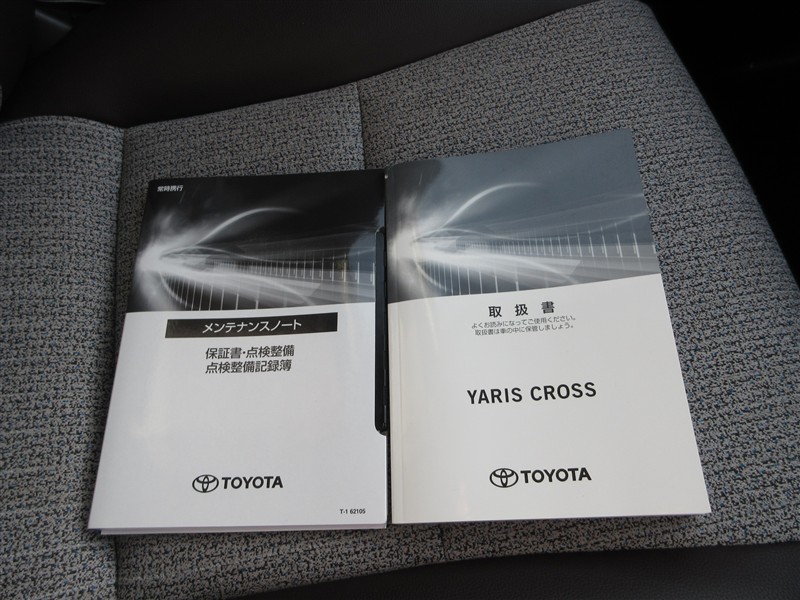 常時携行
メンテナンスノート
保証書・点検整備
点検整備記録簿
TOYOTA
T-1 62105
取扱書
よくお読みになってご使用ください。
取扱書は車の中に保管しましょう。
YARIS CROSS
TOYOTA